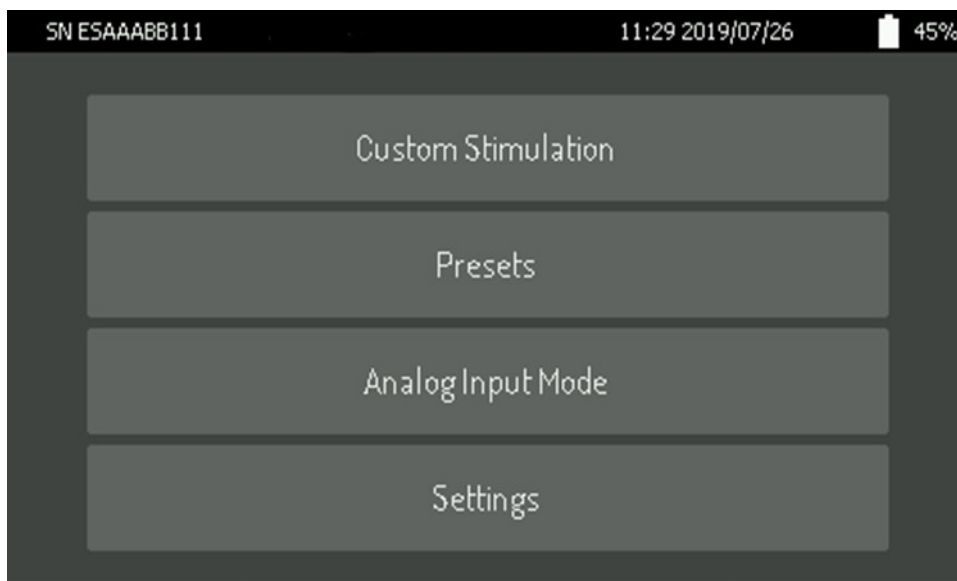 SN ESAAABB111 11:29 2019/07/26 45%
Custom Stimulation
Presets
Analog Input Mode
Settings